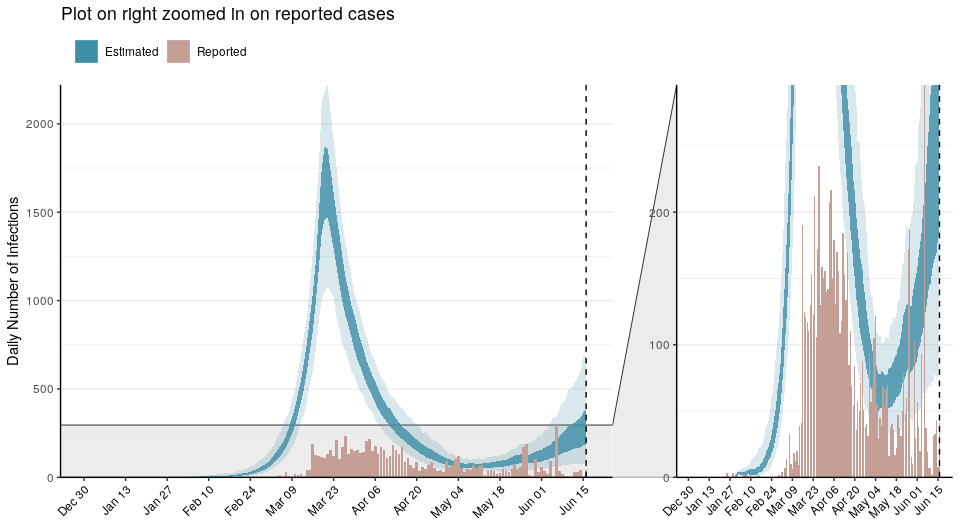 Plot on right zoomed in on reported cases
Estimated Reported
Daily Number of Infections
2000
1500
1000
500
0
Dec 30 Jan 13 Jan 27 Feb 10 Feb 24 Mar 09 Mar 23 Apr 06 Apr 20 May 04 May 18 Jun 01 Jun 15
200
100
0
Dec 30 Jan 13 Jan 27 Feb 10 Feb 24 Mar 09 Mar 23 Apr 06 Apr 20 May 04 May 18 Jun 01 Jun 15